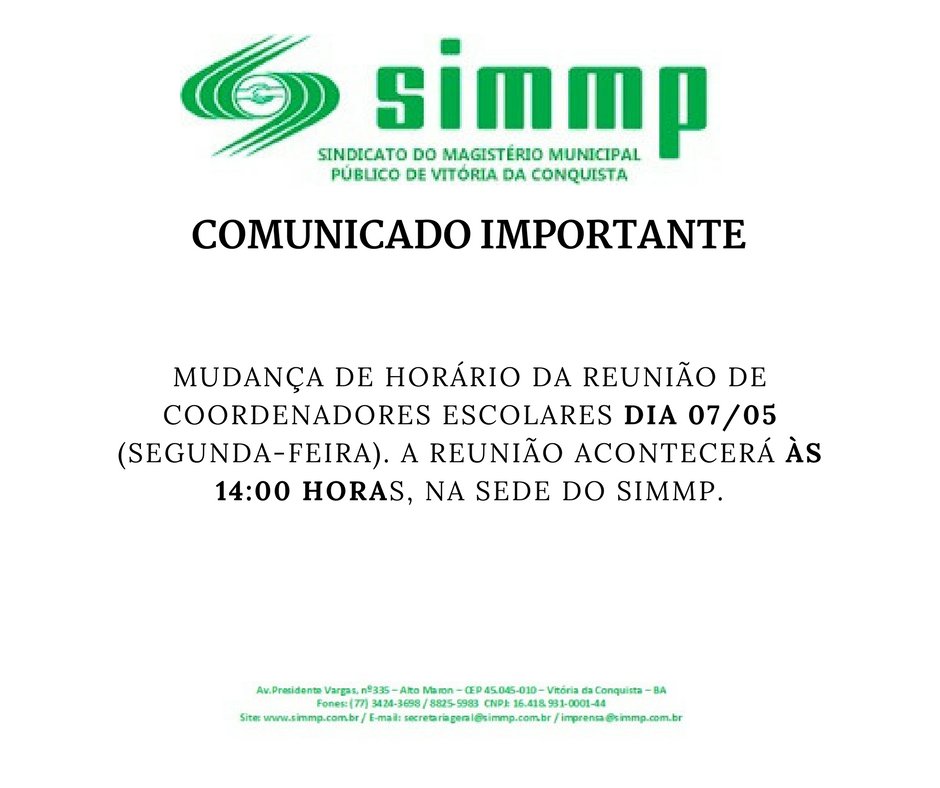 simmp
SINDICATO DO MAGISTÉRIO MUNICIPAL
PÚBLICO DE VITÓRIA DA CONQUISTA
COMUNICADO IMPORTANTE
MUDANÇA DE HORÁRIO DA REUNIÃO DE
COORDENADORES ESCOLARES DIA 07/05
(SEGUNDA-FEIRA). A REUNIÃO ACONTECERÁ ÀS
14:00 HORAS, NA SEDE DO SIMMP.
Av.Presidente Vargas, nº335 – Alto Maron – CEP 45.045-010 – Vitória da Conquista – BA
Fones: (77) 3424-3698 / 8825-5983 CNPJ: 16.418.931-0001-44
Site: www.simmp.com.br / E-mail: secretariageral@simmp.com.br / imprensa@simmp.com.br